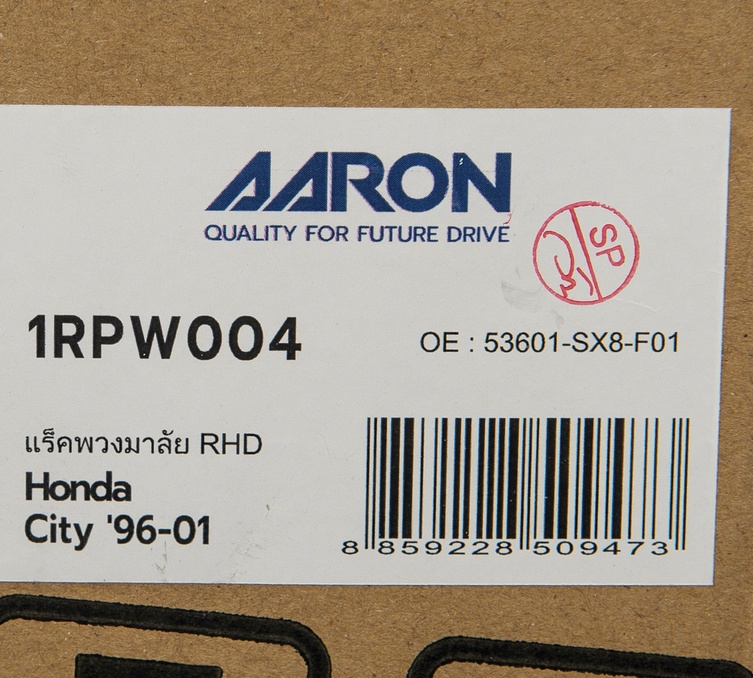 AARON
QUALITY FOR FUTURE DRIVE
SP
1RPW004
OE : 53601-SX8-F01
แร็คพวงมาลัย RHD
Honda
City '96-01
8 859228 509473